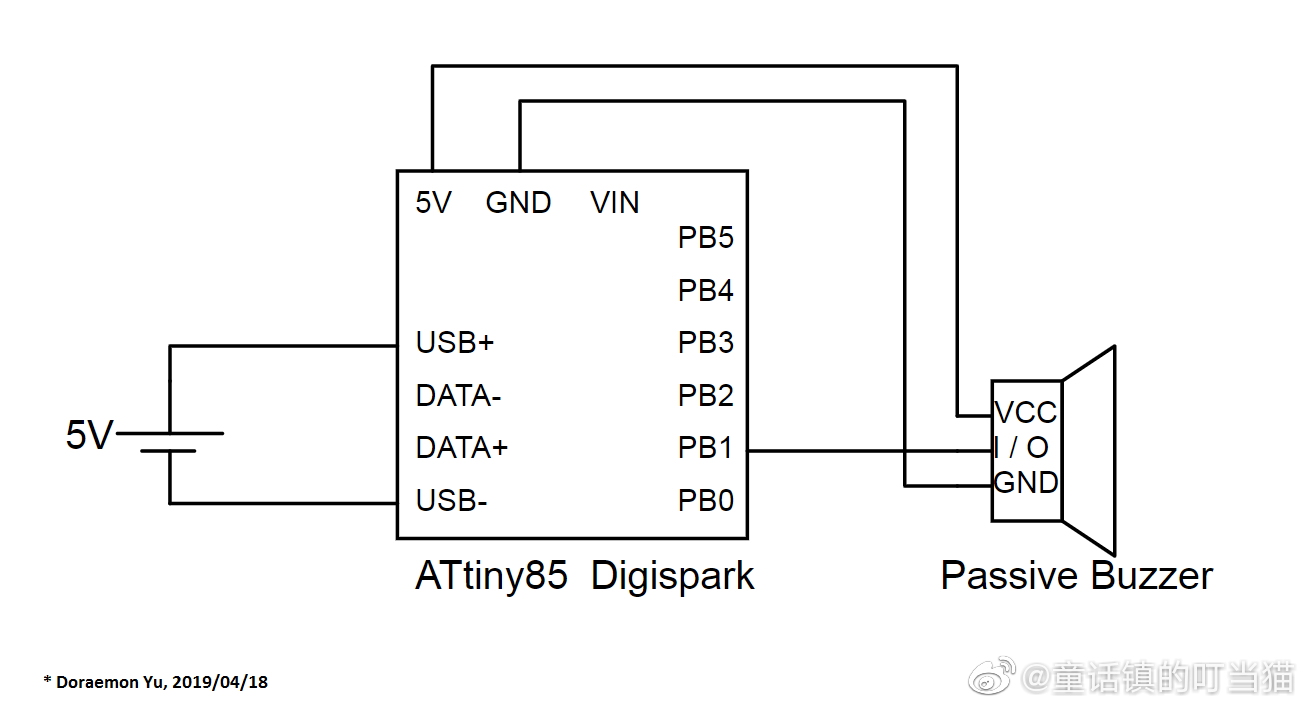 5V GND VIN
PB5
PB4
USB+ PB3
DATA- PB2
5V
DATA+ PB1
USB- PB0
VCC
I / O
GND
ATtiny85 Digispark
Passive Buzzer
* Doraemon Yu, 2019/04/18
@童话镇的叮当猫